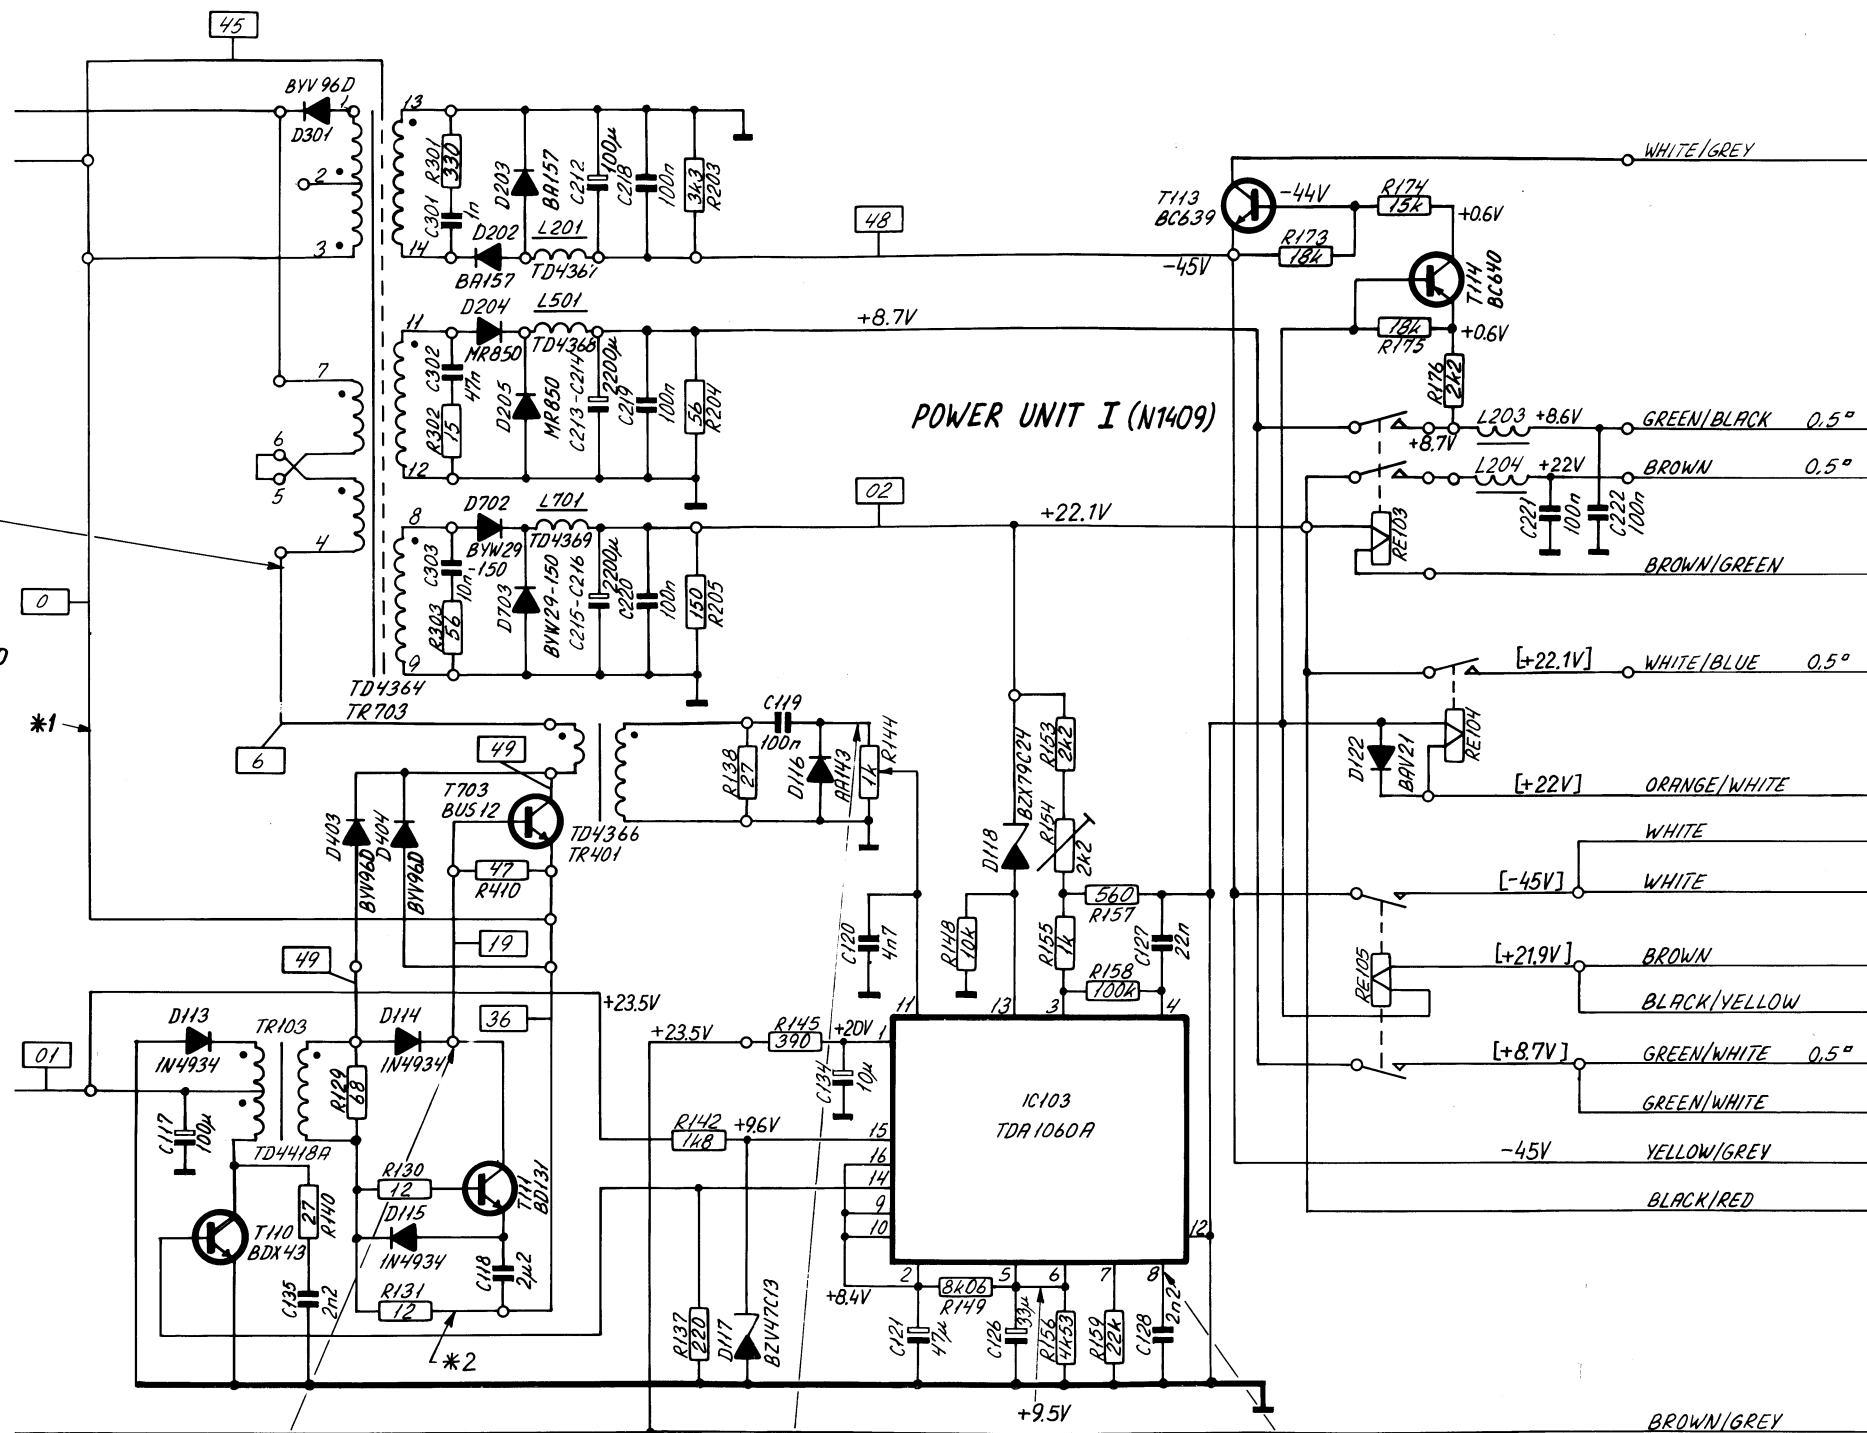 45
BYV 96D
1
D301
2
3
13
R301
330
C301
1n
14
D202
BA157
D203
BA157
L201
TD4367
C212
100µ
C218
100n
3k3
R203
48
T113
BC639
-44V
R174
15k
+0.6V
R173
18k
-45V
T114
BC640
18k
R175
+0.6V
R176
2k2
WHITE/GREY
7
6
5
4
11
D204
MR850
L501
TD4368
C302
47n
R302
15
12
D205
MR850
C213-C214
2200µ
C219
100n
56
R204
+8.7V
POWER UNIT I (N1409)
+8.7V
L203
+8.6V
GREEN/BLACK
0.5"
L204
+22V
BROWN
0.5"
C221
100n
C222
100n
RE103
BROWN/GREEN
8
D702
BYW29
-150
L701
TD4369
C303
10n
R303
56
9
D703
BYW29-150
C215-C216
2200µ
C220
100n
150
R205
02
+22.1V
0
*1
TD4364
TR703
6
[+22.1V]
WHITE/BLUE
0.5"
RE104
D122
BAV21
[+22V]
ORANGE/WHITE
49
T703
BUS12
TD4366
TR401
C119
100n
R138
27
D116
AA143
1k
R144
D403
BYV96D
D404
BYV96D
47
R410
19
49
36
BZX79C24
D118
R153
2k2
R154
2k2
560
R157
C120
4n7
R148
10k
R155
1k
R158
100k
C127
22n
WHITE
[-45V]
WHITE
RE105
[+21.9V]
BROWN
BLACK/YELLOW
[+8.7V]
GREEN/WHITE
0.5"
GREEN/WHITE
-45V
YELLOW/GREY
BLACK/RED
01
D113
1N4934
TR103
TD4418A
D114
1N4934
R129
68
C117
100µ
+23.5V
+23.5V
R145
390
+20V
C134
10µ
R142
1k8
+9.6V
11
13
3
4
1
15
16
14
9
10
12
2
5
6
7
8
IC103
TDA1060A
R130
12
T111
BD131
D115
1N4934
T110
BDX43
27
R140
C135
2n2
R131
12
C118
2µ2
*2
R137
220
D117
BZV47C13
+8.4V
8k06
R149
C121
47µ
C126
33µ
R156
4k53
R159
22k
C128
2n2
+9.5V
BROWN/GREY